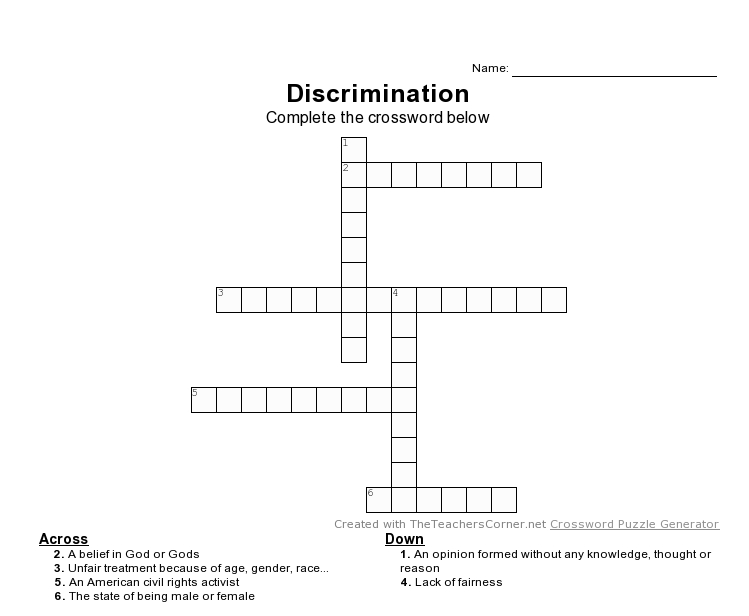 Name:
Discrimination
Complete the crossword below
1
2
3
4
5
6
Created with TheTeachersCorner.net Crossword Puzzle Generator
Across
2. A belief in God or Gods
3. Unfair treatment because of age, gender, race...
5. An American civil rights activist
6. The state of being male or female
Down
1. An opinion formed without any knowledge, thought or
reason
4. Lack of fairness